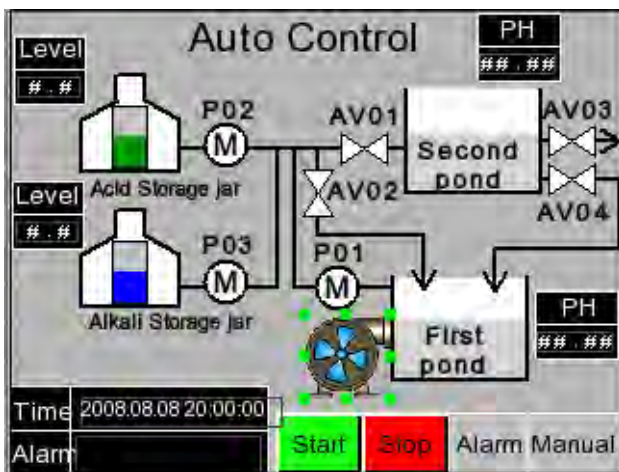 Auto Control
PH
##.##
Level
#.#
P02
M
Acid Storage jar
AV01
AV02
Second
pond
AV03
AV04
Level
#.#
P03
M
Alkali Storage jar
P01
M
First
pond
PH
##.##
Time 2008.08.08 20:00:00
Alarm
Start
Stop
Alarm Manual